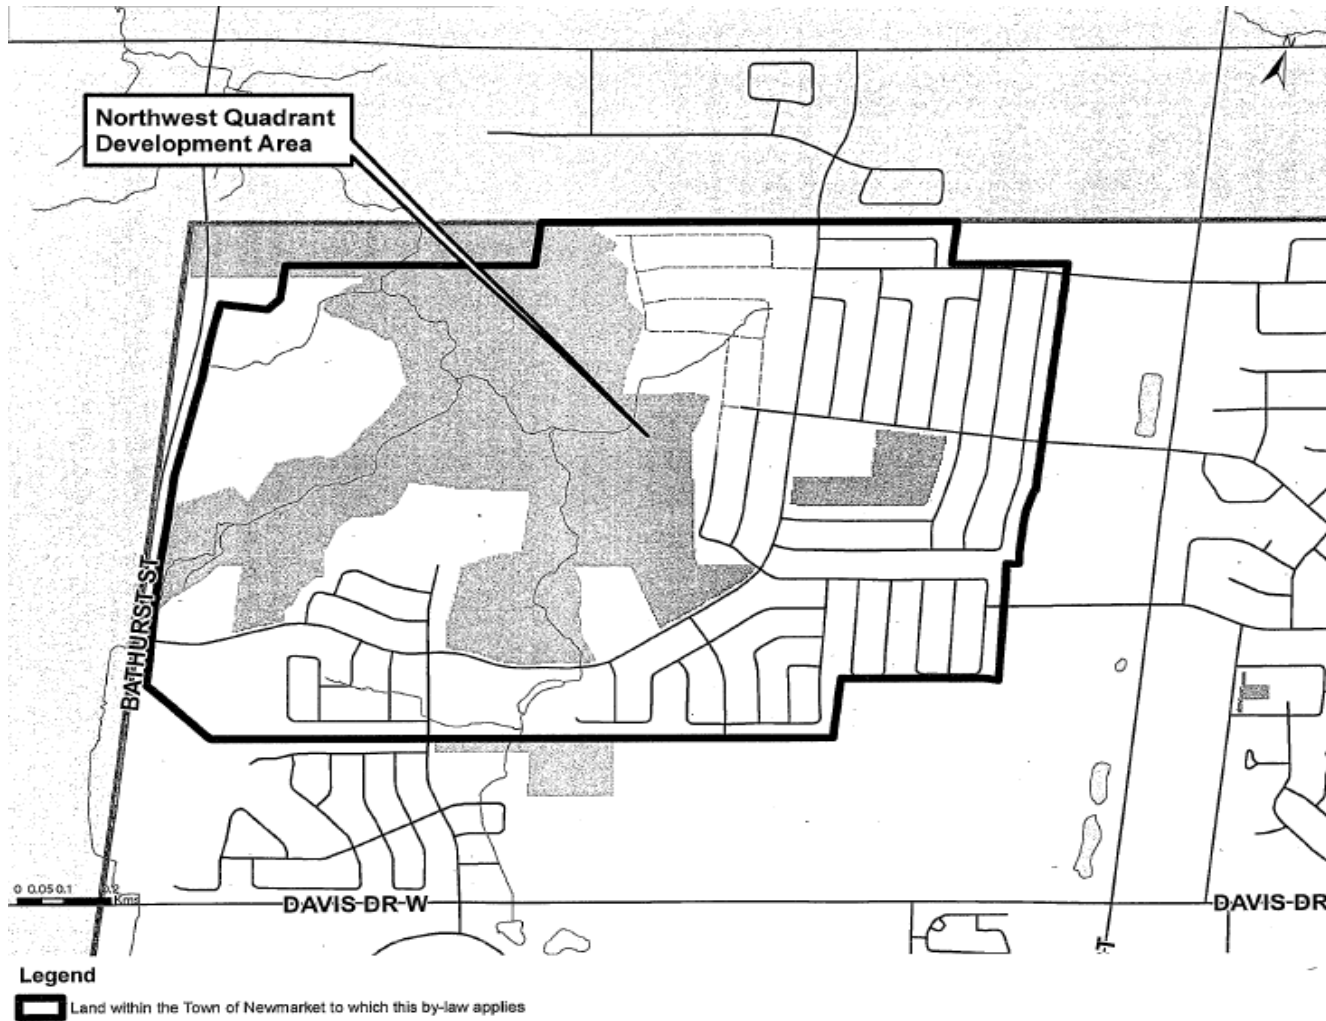 N
Northwest Quadrant
Development Area
BATHURST ST
0 0.05 0.1 0.2
Kms
DAVIS DR W
DAVIS DR
T
Legend
Land within the Town of Newmarket to which this by-law applies